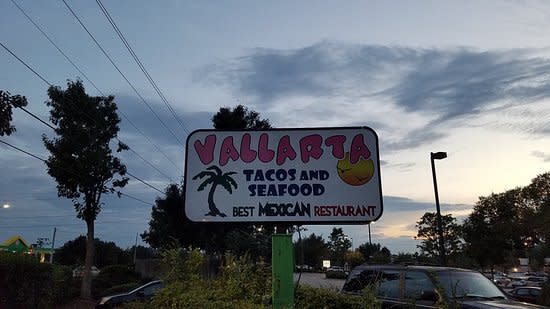 VALLARTA
TACOS AND
SEAFOOD
BEST MEXICAN RESTAURANT